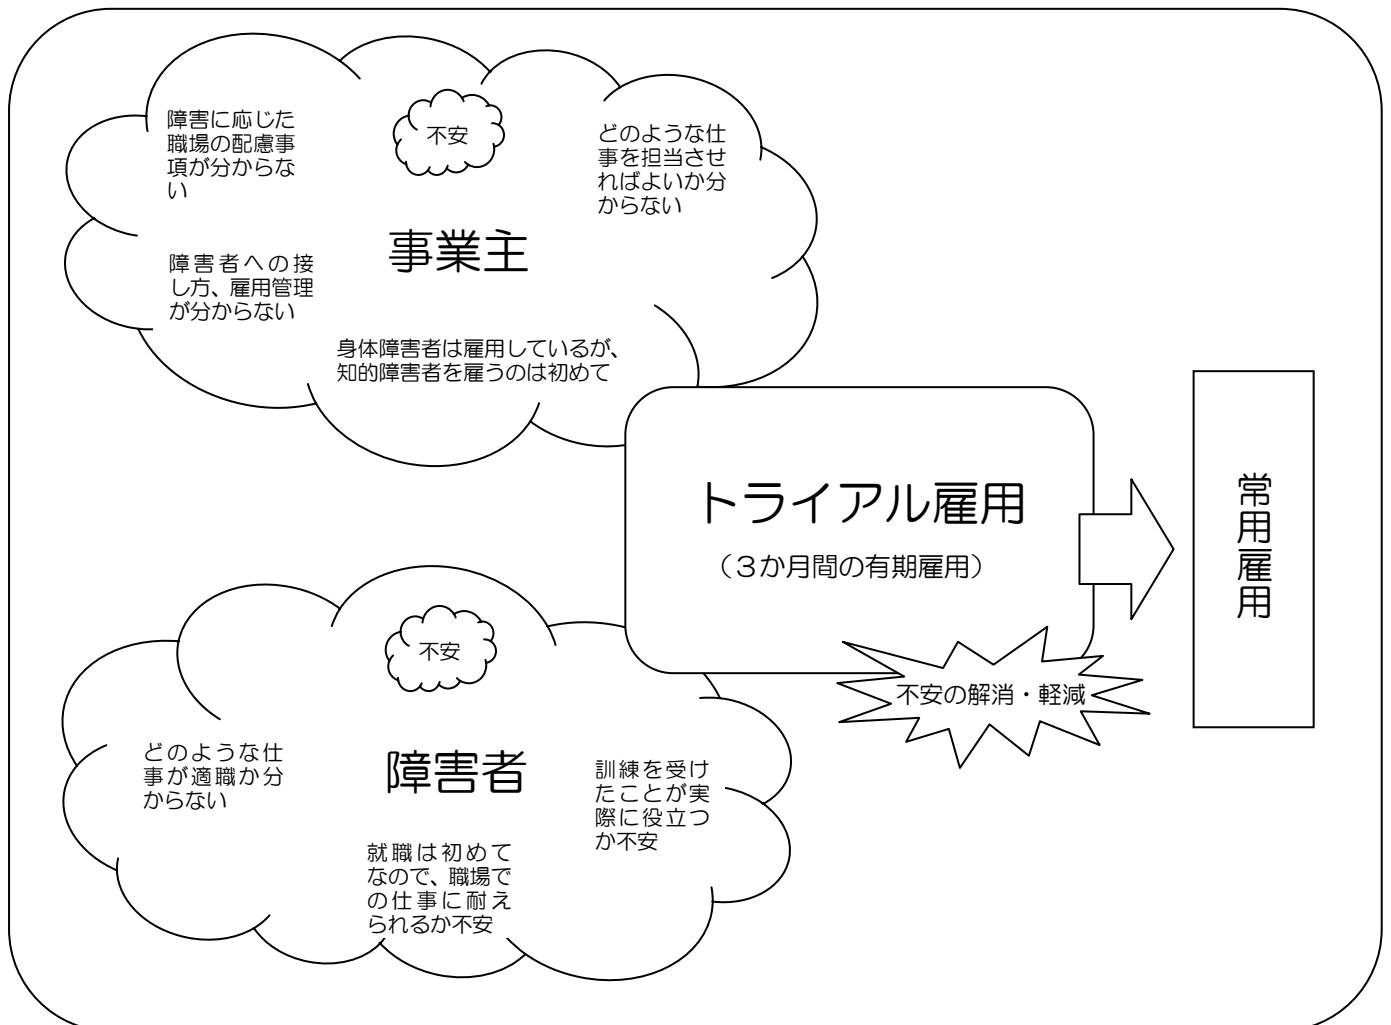 障害に応じた
職場の配慮事
項が分からな
い
不安
どのような仕
事を担当させ
ればよいか分
からない
事業主
障害者への接
し方、雇用管理
が分からない
身体障害者は雇用しているが、
知的障害者を雇うのは初めて
トライアル雇用
（３か月間の有期雇用）
常用雇用
不安の解消・軽減
不安
障害者
どのような仕
事が適職か分
からない
訓練を受け
たことが実
際に役立つ
か不安
就職は初めて
なので、職場で
の仕事に耐え
られるか不安